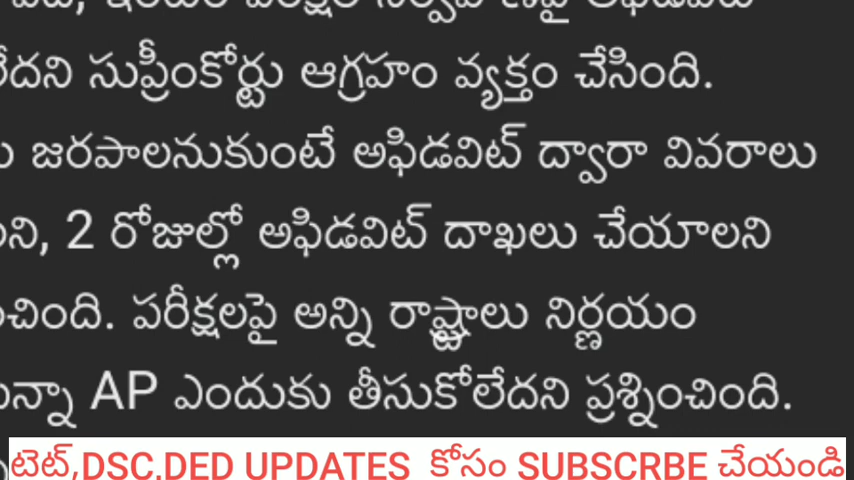 సుప్రీంకోర్టు ఆగ్రహం వ్యక్తం చేసింది.
జరపాలనుకుంటే అఫిడవిట్ ద్వారా వివరాలు
2 రోజుల్లో అఫిడవిట్ దాఖలు చేయాలని
పరీక్షలపై అన్ని రాష్ట్రాలు నిర్ణయం
AP ఎందుకు తీసుకోలేదని ప్రశ్నించింది.
టెట్,DSC,DED UPDATES కోసం SUBSCRBE చేయండి